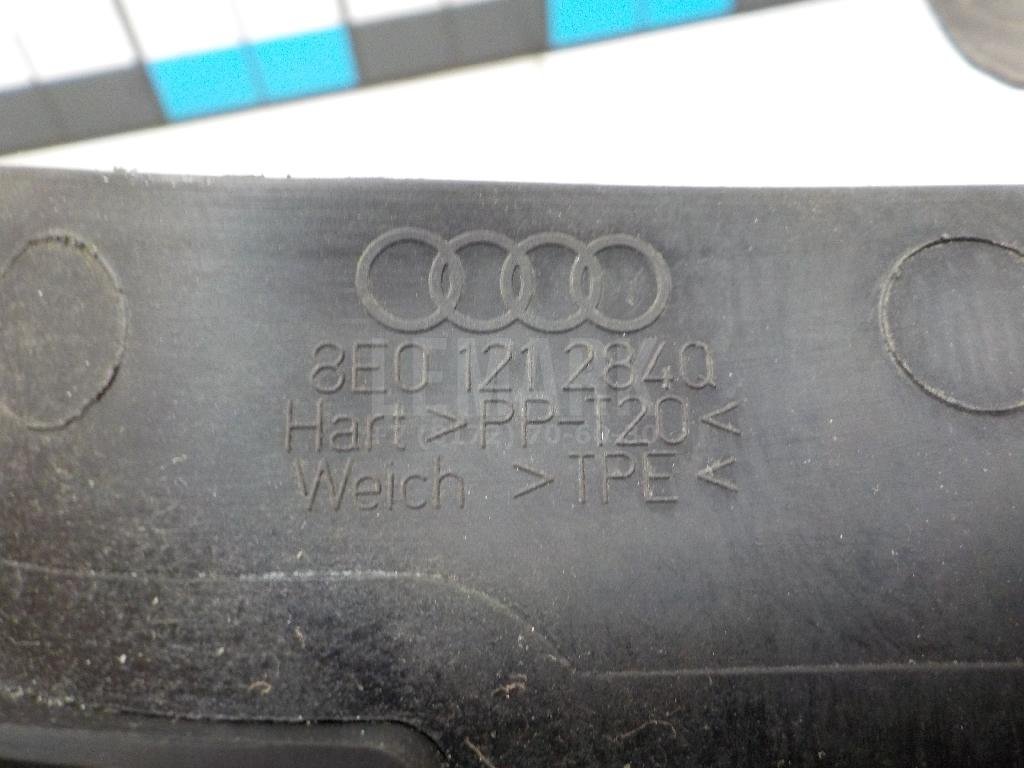 8E0 121 284Q
Hart >PP-T20<
Weich >TPE<